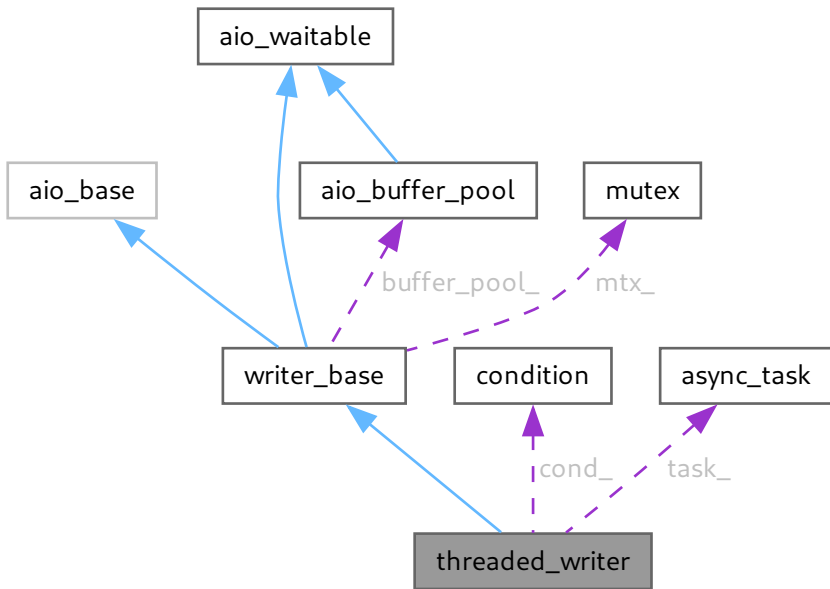 aio_waitable
aio_base
aio_buffer_pool
mutex
buffer_pool_
mtx_
writer_base
condition
async_task
cond_
task_
threaded_writer